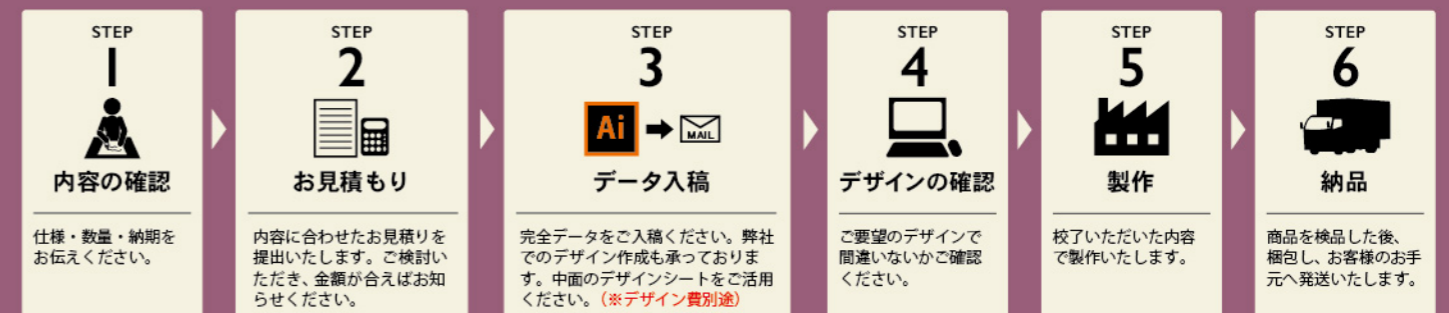 STEP
1
内容の確認
仕様・数量・納期を
お伝えください。
STEP
2
お見積もり
内容に合わせたお見積りを
提出いたします。ご検討い
ただき、金額が合えばお知
らせください。
STEP
3
Ai
MAIL
データ入稿
完全データをご入稿ください。弊社
でのデザイン作成も承っておりま
す。中面のデザインシートをご活用
ください。(※デザイン費別途)
STEP
4
デザインの確認
ご要望のデザインで
間違いないかご確認
ください。
STEP
5
製作
校了いただいた内容
で製作いたします。
STEP
6
納品
商品を検品した後、
梱包し、お客様のお手
元へ発送いたします。